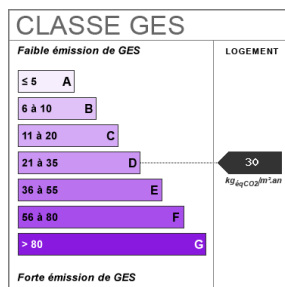 CLASSE GES
Faible émission de GES
LOGEMENT
≤ 5 A
6 à 10 B
11 à 20 C
21 à 35 D
30
kgéqCO2/m².an
36 à 55 E
56 à 80 F
> 80 G
Forte émission de GES